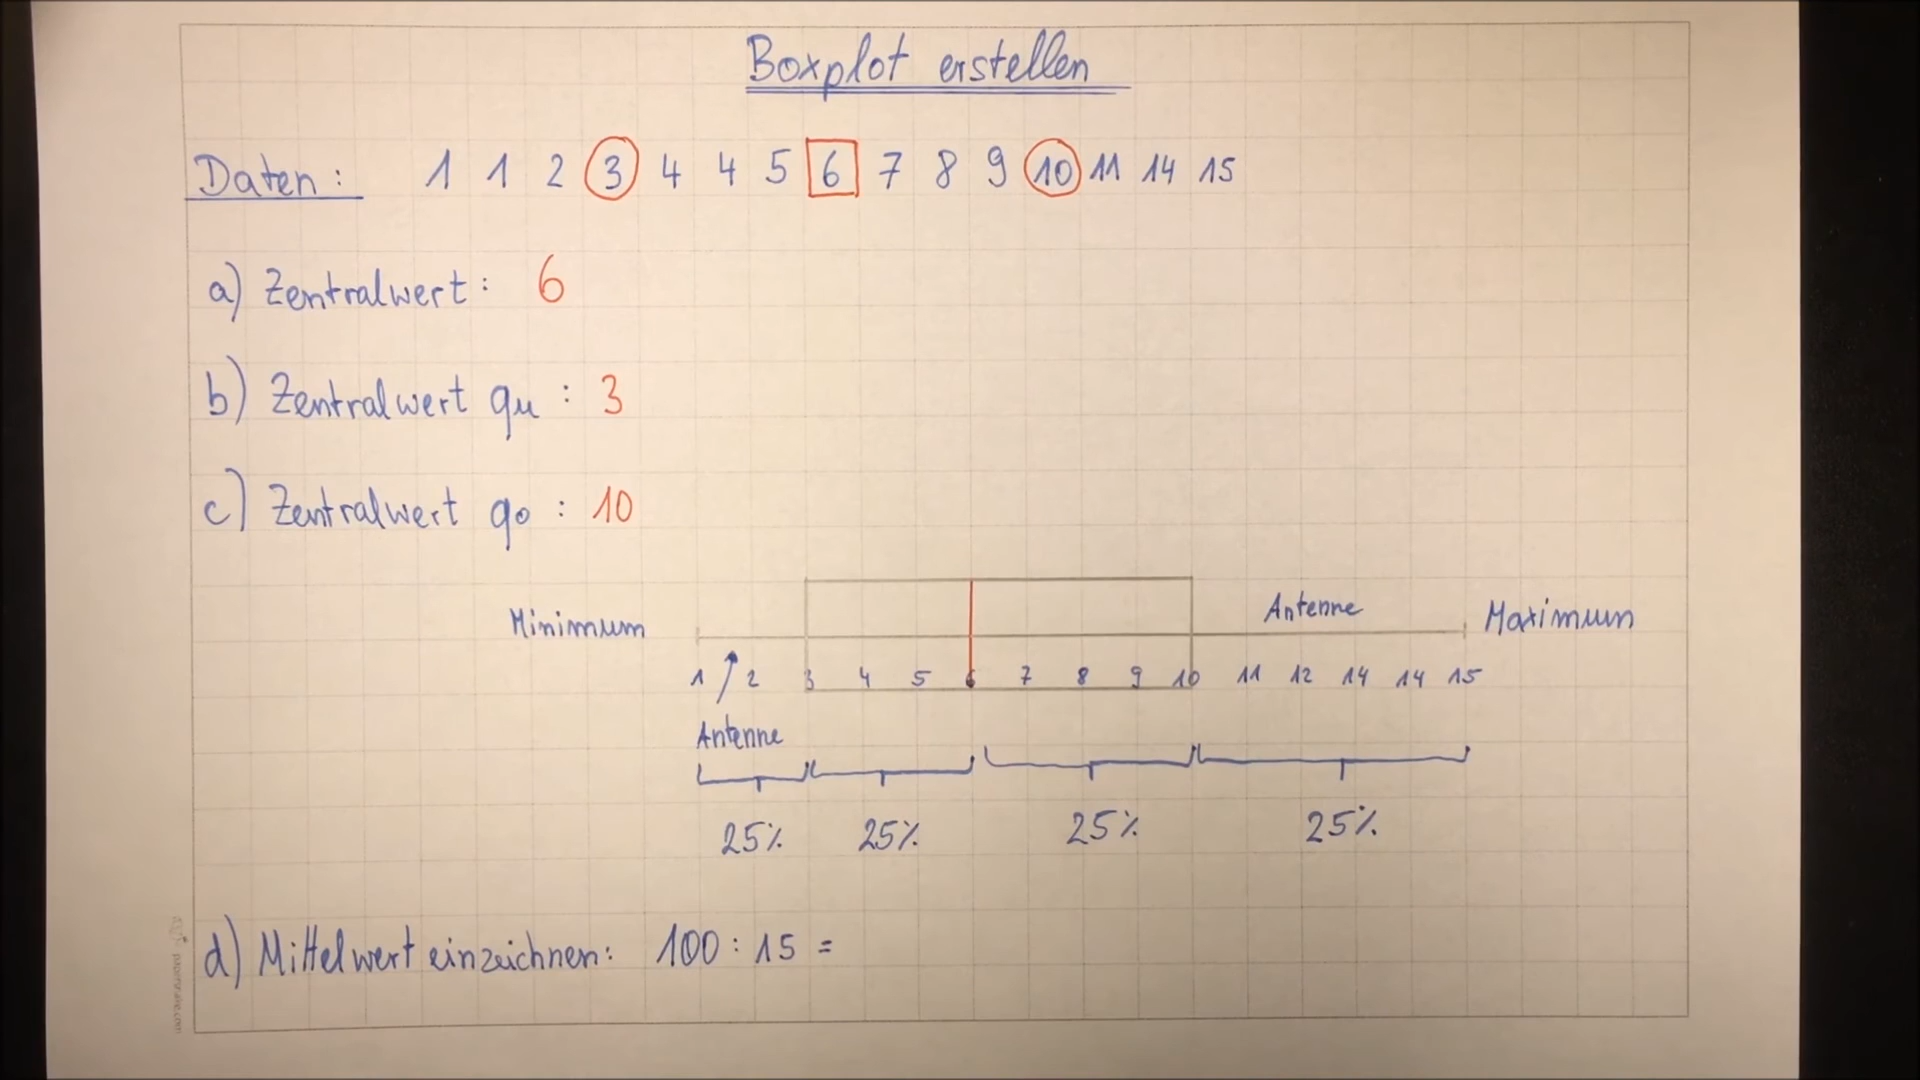 Boxplot erstellen
Daten: 1 1 2 3 4 4 5 6 7 8 9 10 11 14 15
a) Zentralwert: 6
b) Zentralwert qu : 3
c) Zentralwert qo : 10
Minimum Antenne Maximum
1 2 3 4 5 6 7 8 9 10 11 12 14 14 15
Antenne
25% 25% 25% 25%
d) Mittelwert einzeichnen: 100 : 15 =